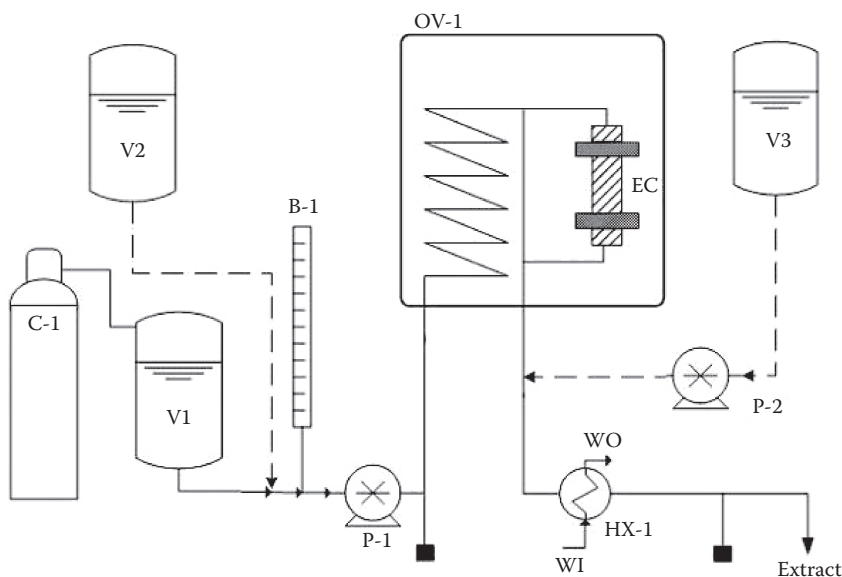 OV-1
V2
V3
EC
B-1
C-1
V1
P-2
WO
P-1
HX-1
WI
Extract